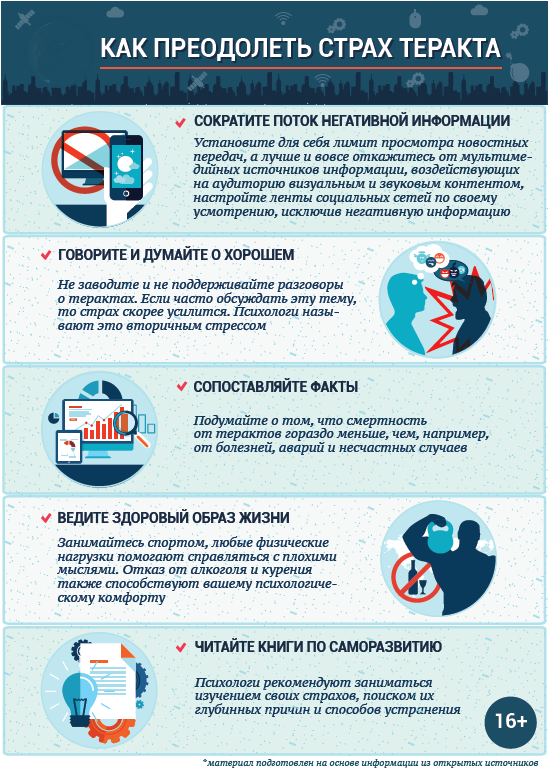 КАК ПРЕОДОЛЕТЬ СТРАХ ТЕРАКТА
СОКРАТИТЕ ПОТОК НЕГАТИВНОЙ ИНФОРМАЦИИ
Установите для себя лимит просмотра новостных
передач, а лучше и вовсе откажитесь от мультиме-
дийных источников информации, воздействующих
на аудиторию визуальным и звуковым контентом,
настройте ленты социальных сетей по своему
усмотрению, исключив негативную информацию
ГОВОРИТЕ И ДУМАЙТЕ О ХОРОШЕМ
Не заводите и не поддерживайте разговоры
о терактах. Если часто обсуждать эту тему,
то страх скорее усилится. Психологи назы-
вают это вторичным стрессом
СОПОСТАВЛЯЙТЕ ФАКТЫ
Подумайте о том, что смертность
от терактов гораздо меньше, чем, например,
от болезней, аварий и несчастных случаев
ВЕДИТЕ ЗДОРОВЫЙ ОБРАЗ ЖИЗНИ
Занимайтесь спортом, любые физические
нагрузки помогают справляться с плохими
мыслями. Отказ от алкоголя и курения
также способствуют вашему психологиче-
скому комфорту
ЧИТАЙТЕ КНИГИ ПО САМОРАЗВИТИЮ
Психологи рекомендуют заниматься
изучением своих страхов, поиском их
глубинных причин и способов устранения
16+
*материал подготовлен на основе информации из открытых источников